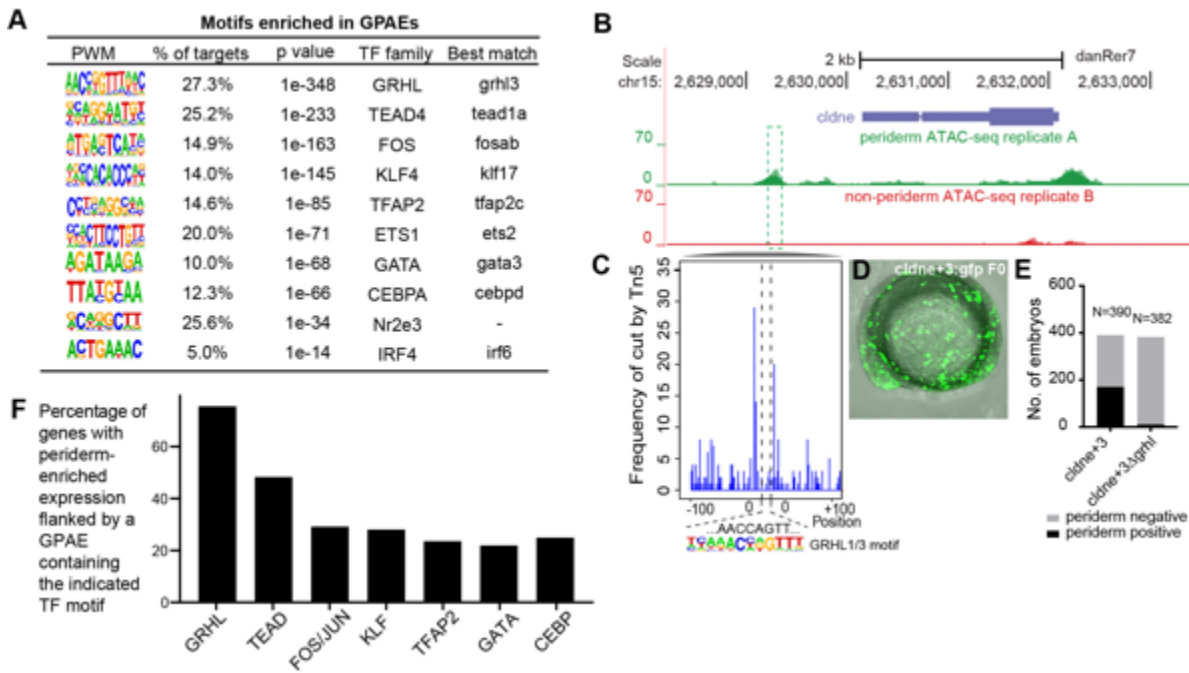 A
Motifs enriched in GPAEs
PWM % of targets p value TF family Best match
27.3% 1e-348 GRHL grhl3
25.2% 1e-233 TEAD4 tead1a
14.9% 1e-163 FOS fosab
14.0% 1e-145 KLF4 klf17
14.6% 1e-85 TFAP2 tfap2c
20.0% 1e-71 ETS1 ets2
AGATAAGA 10.0% 1e-68 GATA gata3
12.3% 1e-66 CEBPA cebpd
25.6% 1e-34 Nr2e3 -
ACTGAAAC 5.0% 1e-14 IRF4 irf6
B
Scale 2 kb danRer7
chr15: 2,629,000 2,630,000 2,631,000 2,632,000 2,633,000
cldne
periderm ATAC-seq replicate A
70
0
non-periderm ATAC-seq replicate B
70
0
C
Frequency of cut by Tn5
35
30
25
20
15
10
5
0
-100 0 0 +100
Position
...AACCAGTT...
GRHL1/3 motif
D
cldne+3:gfp F0
E
No. of embryos
600
400
200
0
N=390 N=382
cldne+3
cldne+3Δgrhl
periderm negative
periderm positive
F
Percentage of
genes with
periderm-
enriched
expression
flanked by a
GPAE
containing
the indicated
TF motif
60
40
20
0
GRHL
TEAD
FOS/JUN
KLF
TFAP2
GATA
CEBP